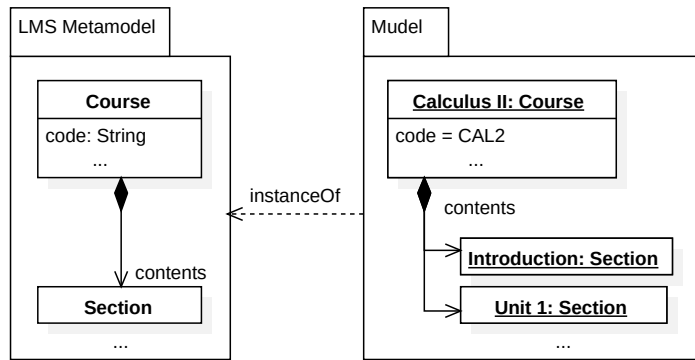 LMS Metamodel
Course
code: String
...
contents
Section
...
instanceOf
Mudel
Calculus II: Course
code = CAL2
...
contents
Introduction: Section
Unit 1: Section
...